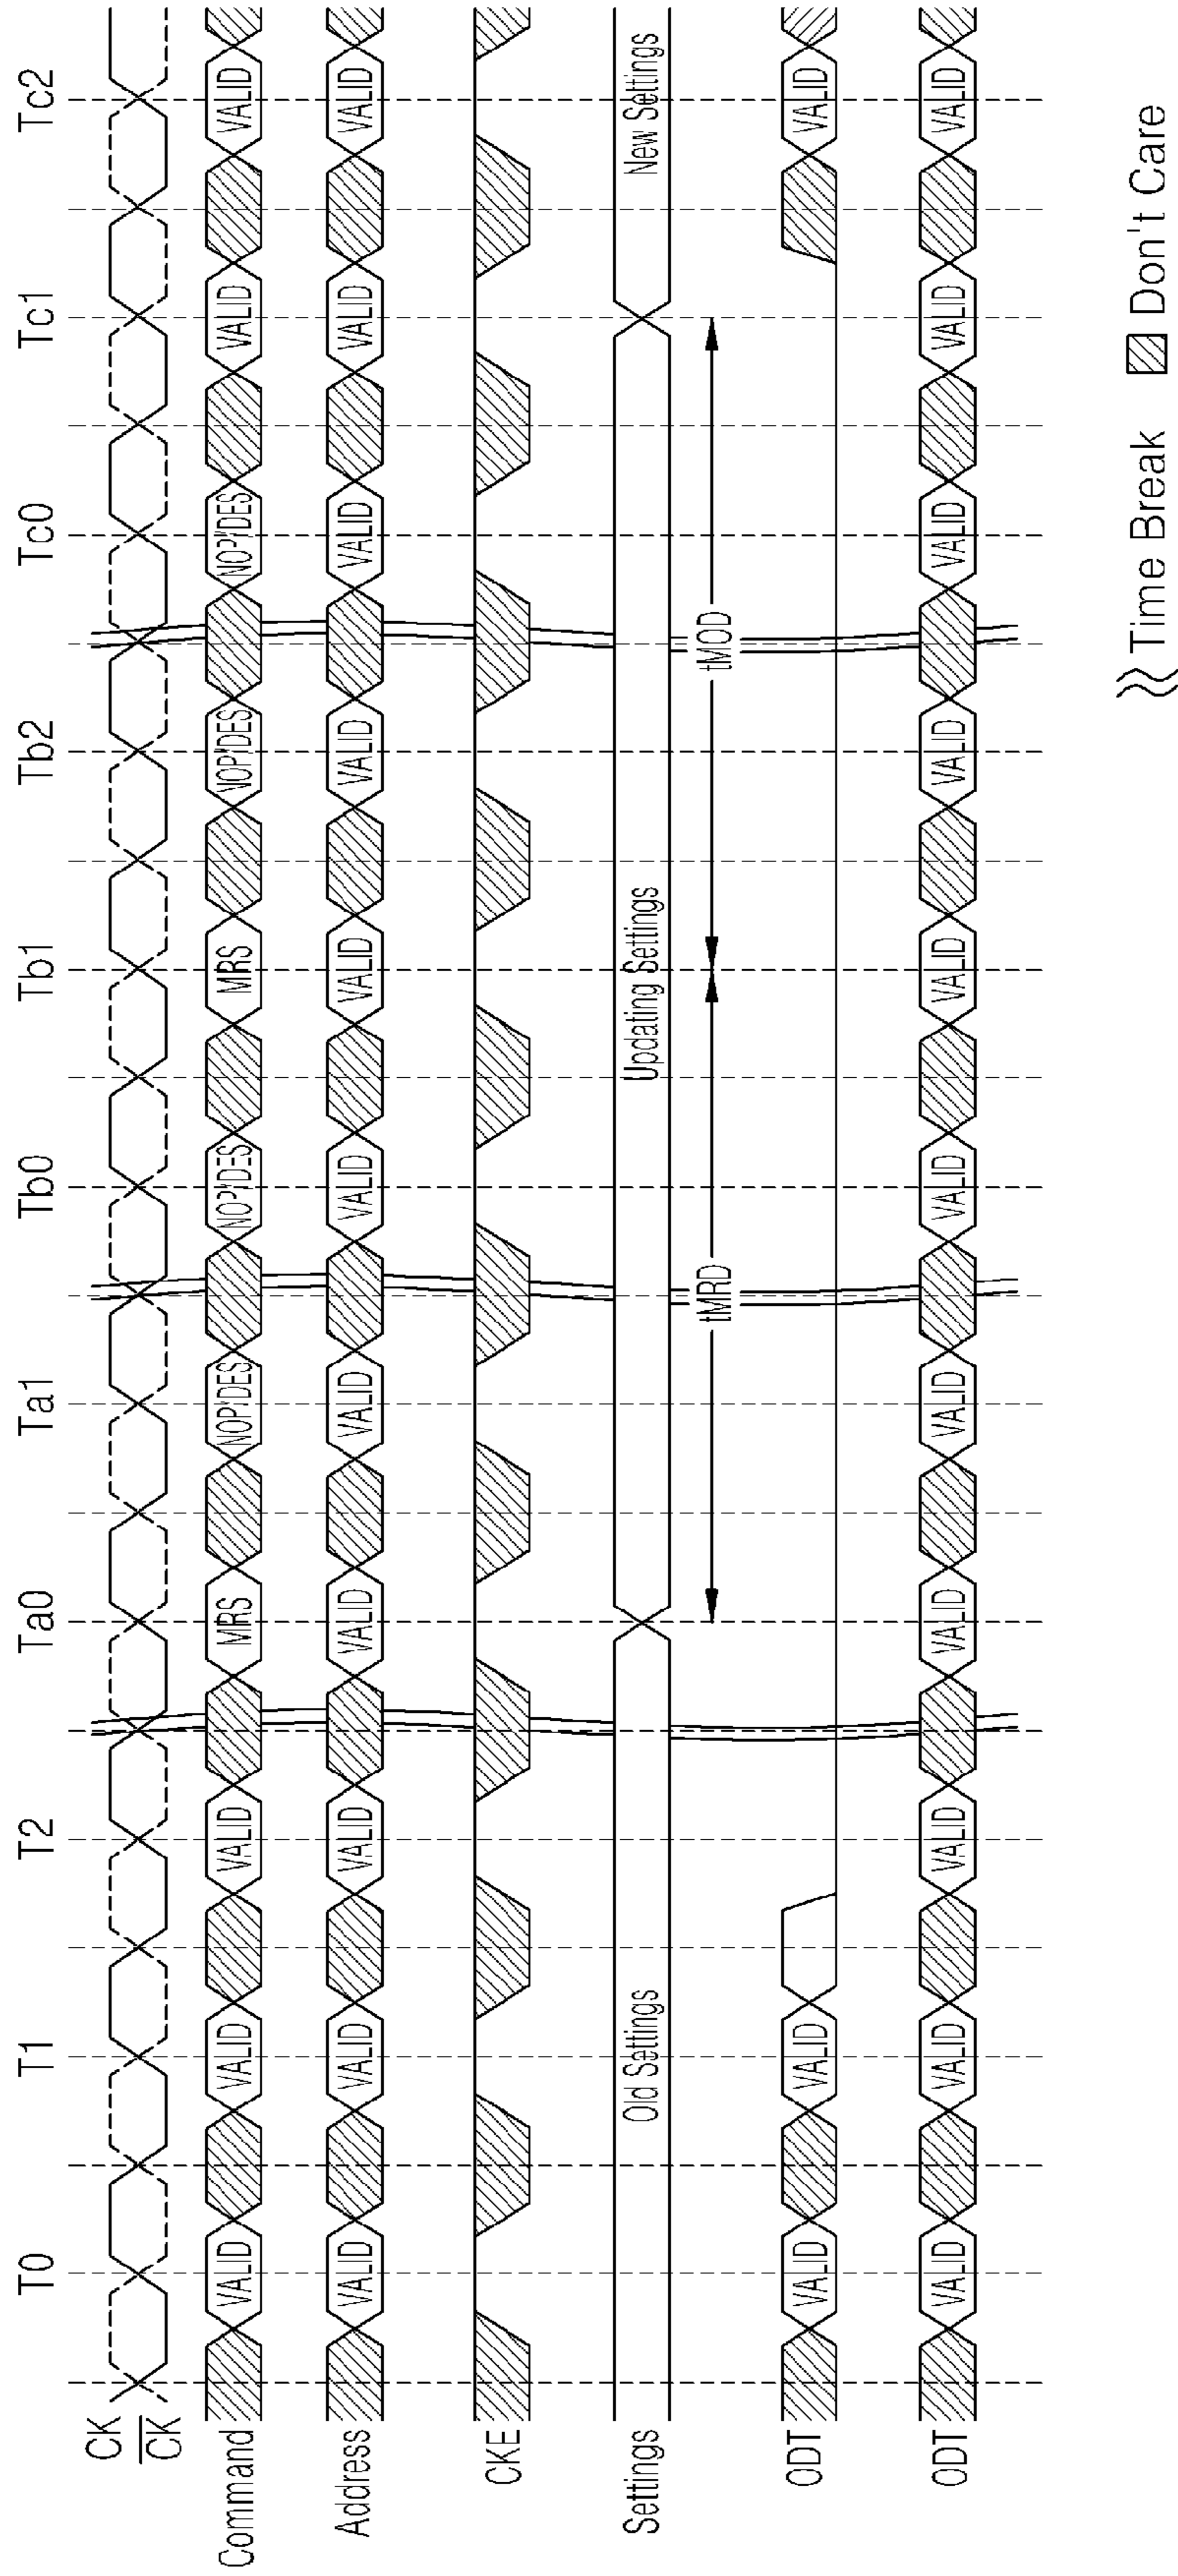 T0 T1 T2 Ta0 Ta1 Tb0 Tb1 Tb2 Tc0 Tc1 Tc2
CK
CK
Command VALID VALID VALID MRS NOP/DES NOP/DES MRS NOP/DES NOP/DES VALID VALID
Address VALID VALID VALID VALID VALID VALID VALID VALID VALID VALID VALID
CKE
Settings Old Settings Updating Settings New Settings
tMRD tMOD
ODT VALID VALID VALID
ODT VALID VALID VALID VALID VALID VALID VALID VALID VALID VALID VALID
Time Break Don't Care